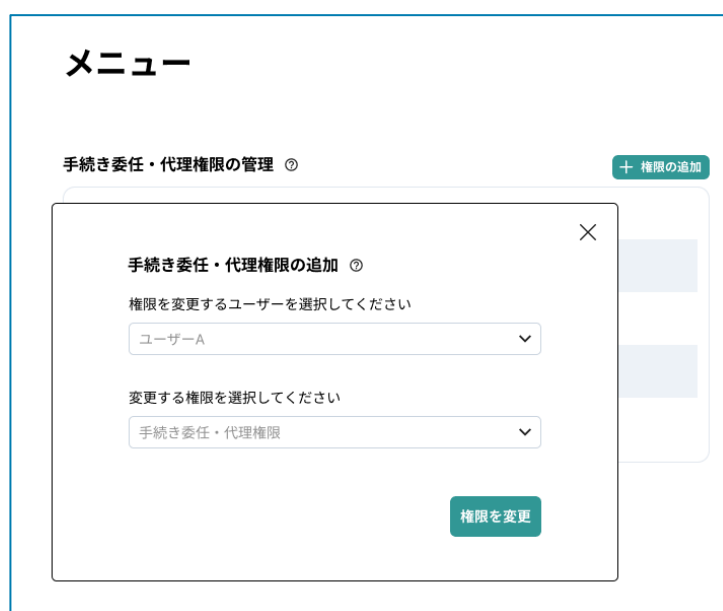 メニュー
手続き委任・代理権限の管理 ?
+ 権限の追加
手続き委任・代理権限の追加 ?
権限を変更するユーザーを選択してください
ユーザーA
変更する権限を選択してください
手続き委任・代理権限
権限を変更